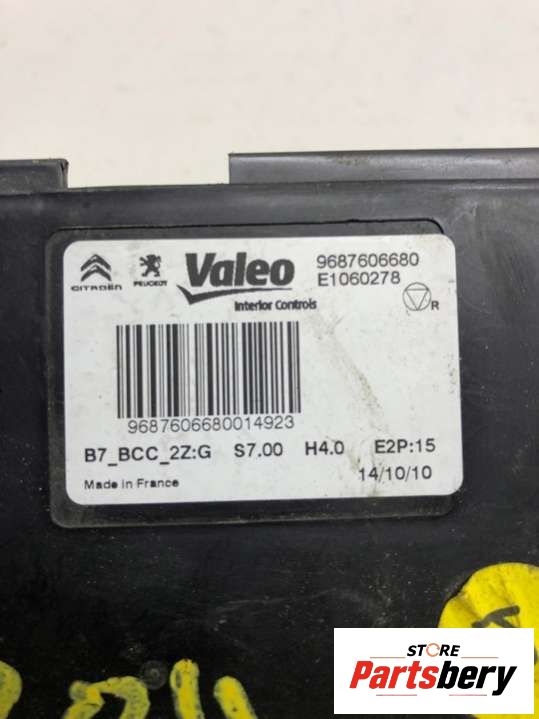 CITROËN PEUGEOT Valeo 9687606680
E1060278
Interior Controls R
9687606680014923
B7_BCC_2Z:G S7.00 H4.0 E2P:15
14/10/10
Made in France
STORE
Partsbery